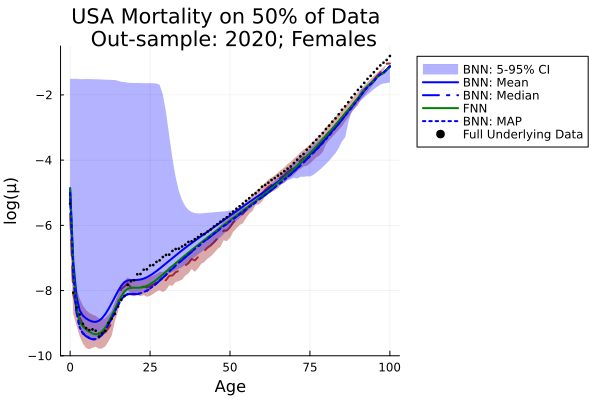 USA Mortality on 50% of Data
Out-sample: 2020; Females
BNN: 5-95% CI
BNN: Mean
BNN: Median
FNN
BNN: MAP
Full Underlying Data
log(μ)
−2
−4
−6
−8
−10
0
25
50
75
100
Age